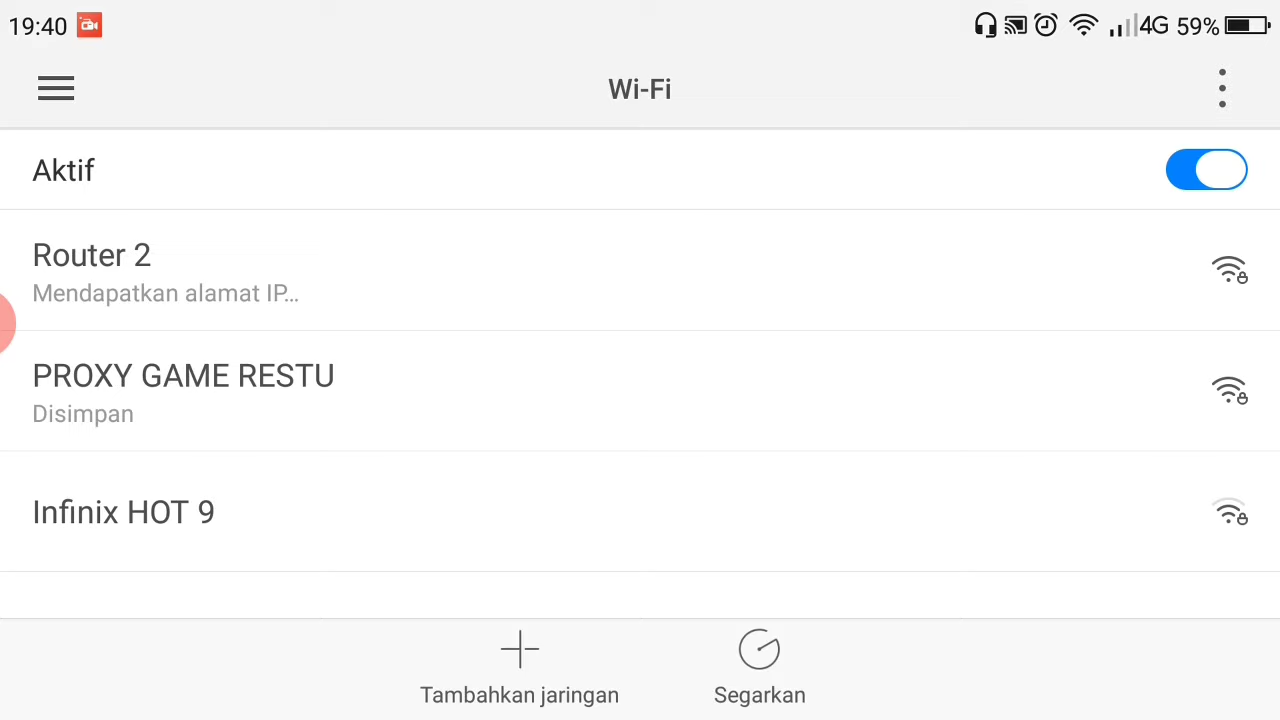 19:40 4G 59%
Wi-Fi
Aktif
Router 2
Mendapatkan alamat IP...
PROXY GAME RESTU
Disimpan
Infinix HOT 9
Tambahkan jaringan
Segarkan